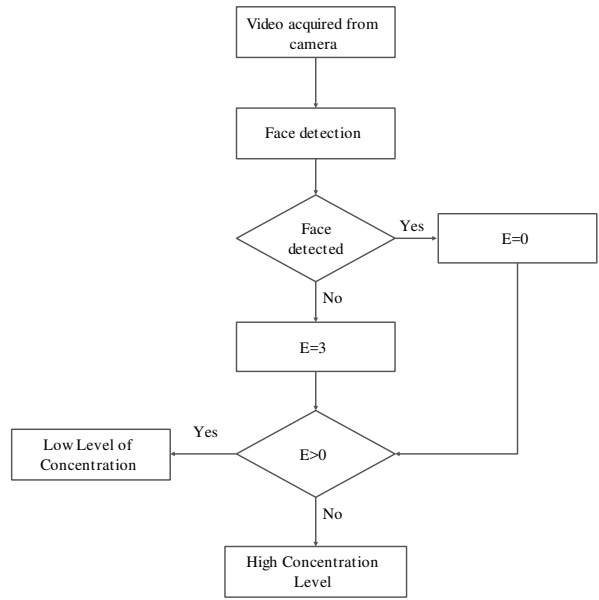 Video acquired from
camera
Face detection
Face
detected
Yes
E=0
No
E=3
Yes
Low Level of
Concentration
E>0
No
High Concentration
Level